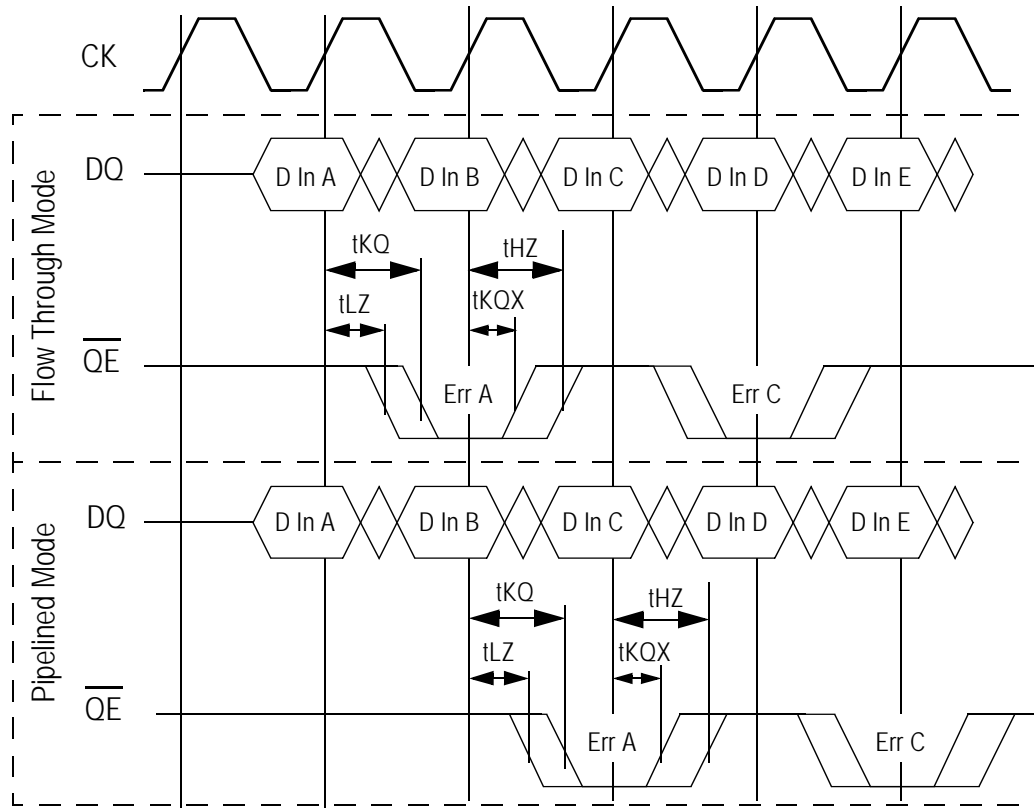 CK
Flow Through Mode
DQ
D In A D In B D In C D In D D In E
tKQ tHZ
tLZ tKQX
QE
Err A Err C
Pipelined Mode
DQ
D In A D In B D In C D In D D In E
tKQ tHZ
tLZ tKQX
QE
Err A Err C